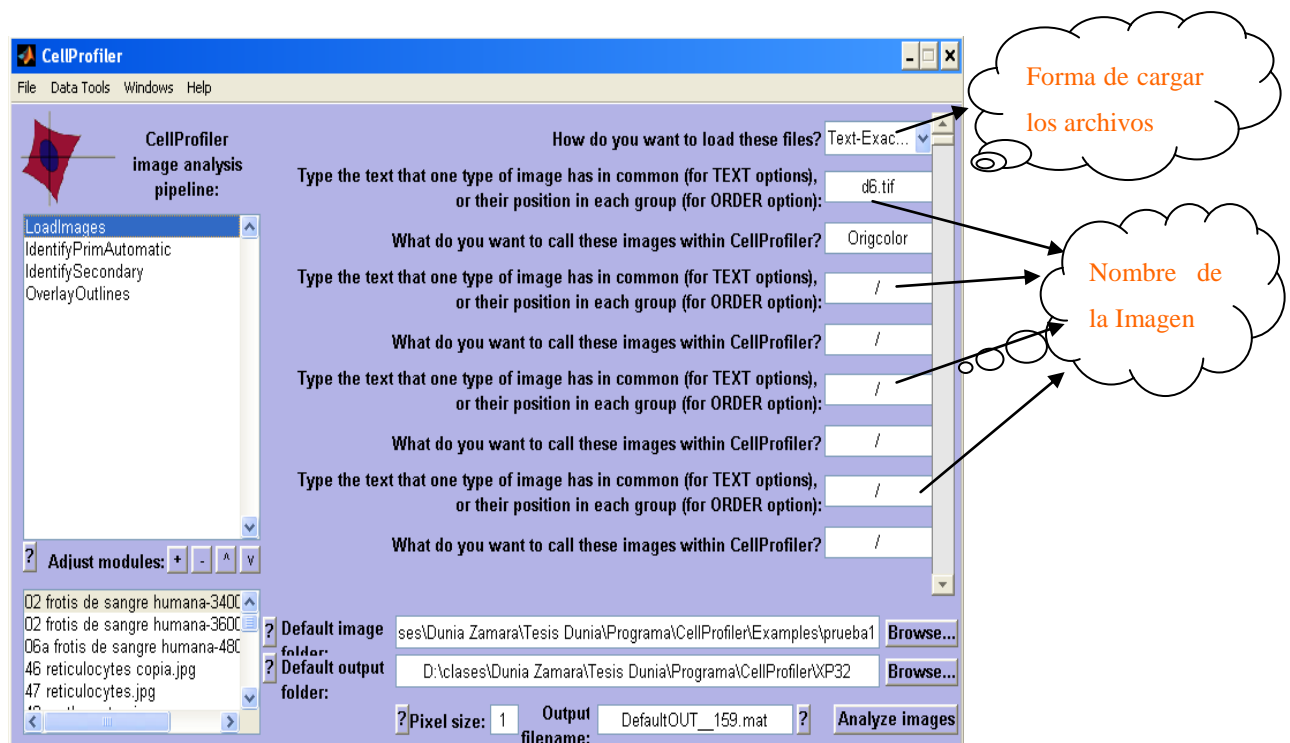 CellProfiler
File Data Tools Windows Help
CellProfiler
image analysis
pipeline:
LoadImages
IdentifyPrimAutomatic
IdentifySecondary
OverlayOutlines
? Adjust modules: + - ^ v
02 frotis de sangre humana-3400
02 frotis de sangre humana-3600
06a frotis de sangre humana-480
46 reticulocytes copia.jpg
47 reticulocytes.jpg
How do you want to load these files? Text-Exac...
Type the text that one type of image has in common (for TEXT options),
or their position in each group (for ORDER option): d6.tif
What do you want to call these images within CellProfiler? Origcolor
Type the text that one type of image has in common (for TEXT options),
or their position in each group (for ORDER option): /
What do you want to call these images within CellProfiler? /
Type the text that one type of image has in common (for TEXT options),
or their position in each group (for ORDER option): /
What do you want to call these images within CellProfiler? /
Type the text that one type of image has in common (for TEXT options),
or their position in each group (for ORDER option): /
What do you want to call these images within CellProfiler? /
? Default image
folder:
ses\Dunia Zamara\Tesis Dunia\Programa\CellProfiler\Examples\prueba1 Browse...
? Default output
folder:
D:\clases\Dunia Zamara\Tesis Dunia\Programa\CellProfiler\XP32 Browse...
? Pixel size: 1
Output
filename:
DefaultOUT__159.mat ? Analyze images
Forma de cargar
los archivos
Nombre de
la Imagen